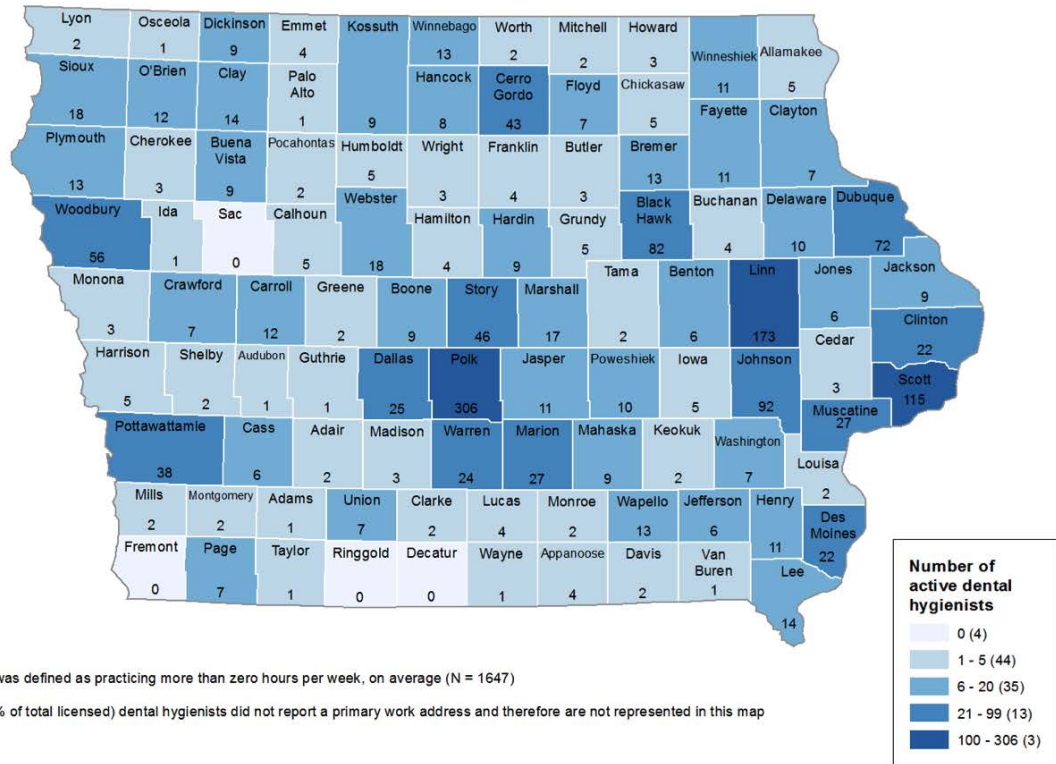 Lyon
2
Osceola
1
Dickinson
9
Emmet
4
Kossuth
9
Winnebago
13
Worth
2
Mitchell
2
Howard
3
Winneshiek
11
Allamakee
5
Sioux
18
O'Brien
12
Clay
14
Palo
Alto
1
Hancock
8
Cerro
Gordo
43
Floyd
7
Chickasaw
5
Fayette
11
Clayton
7
Plymouth
13
Cherokee
3
Buena
Vista
9
Pocahontas
2
Humboldt
5
Wright
3
Franklin
4
Butler
3
Bremer
13
Woodbury
56
Ida
1
Sac
0
Calhoun
5
Webster
18
Hamilton
4
Hardin
9
Grundy
5
Black
Hawk
82
Buchanan
4
Delaware
10
Dubuque
72
Monona
3
Crawford
7
Carroll
12
Greene
2
Boone
9
Story
46
Marshall
17
Tama
2
Benton
6
Linn
173
Jones
6
Jackson
9
Clinton
22
Harrison
5
Shelby
2
Audubon
1
Guthrie
1
Dallas
25
Polk
306
Jasper
11
Poweshiek
10
Iowa
5
Johnson
92
Cedar
3
Scott
115
Muscatine
27
Pottawattamie
38
Cass
6
Adair
2
Madison
3
Warren
24
Marion
27
Mahaska
9
Keokuk
2
Washington
7
Louisa
2
Mills
2
Montgomery
2
Adams
1
Union
7
Clarke
2
Lucas
4
Monroe
2
Wapello
13
Jefferson
6
Henry
11
Des
Moines
22
Fremont
0
Page
7
Taylor
1
Ringgold
0
Decatur
0
Wayne
1
Appanoose
4
Davis
2
Van
Buren
1
Lee
14
was defined as practicing more than zero hours per week, on average (N = 1647)
of total licensed) dental hygienists did not report a primary work address and therefore are not represented in this map
Number of
active dental
hygienists
0 (4)
1 - 5 (44)
6 - 20 (35)
21 - 99 (13)
100 - 306 (3)